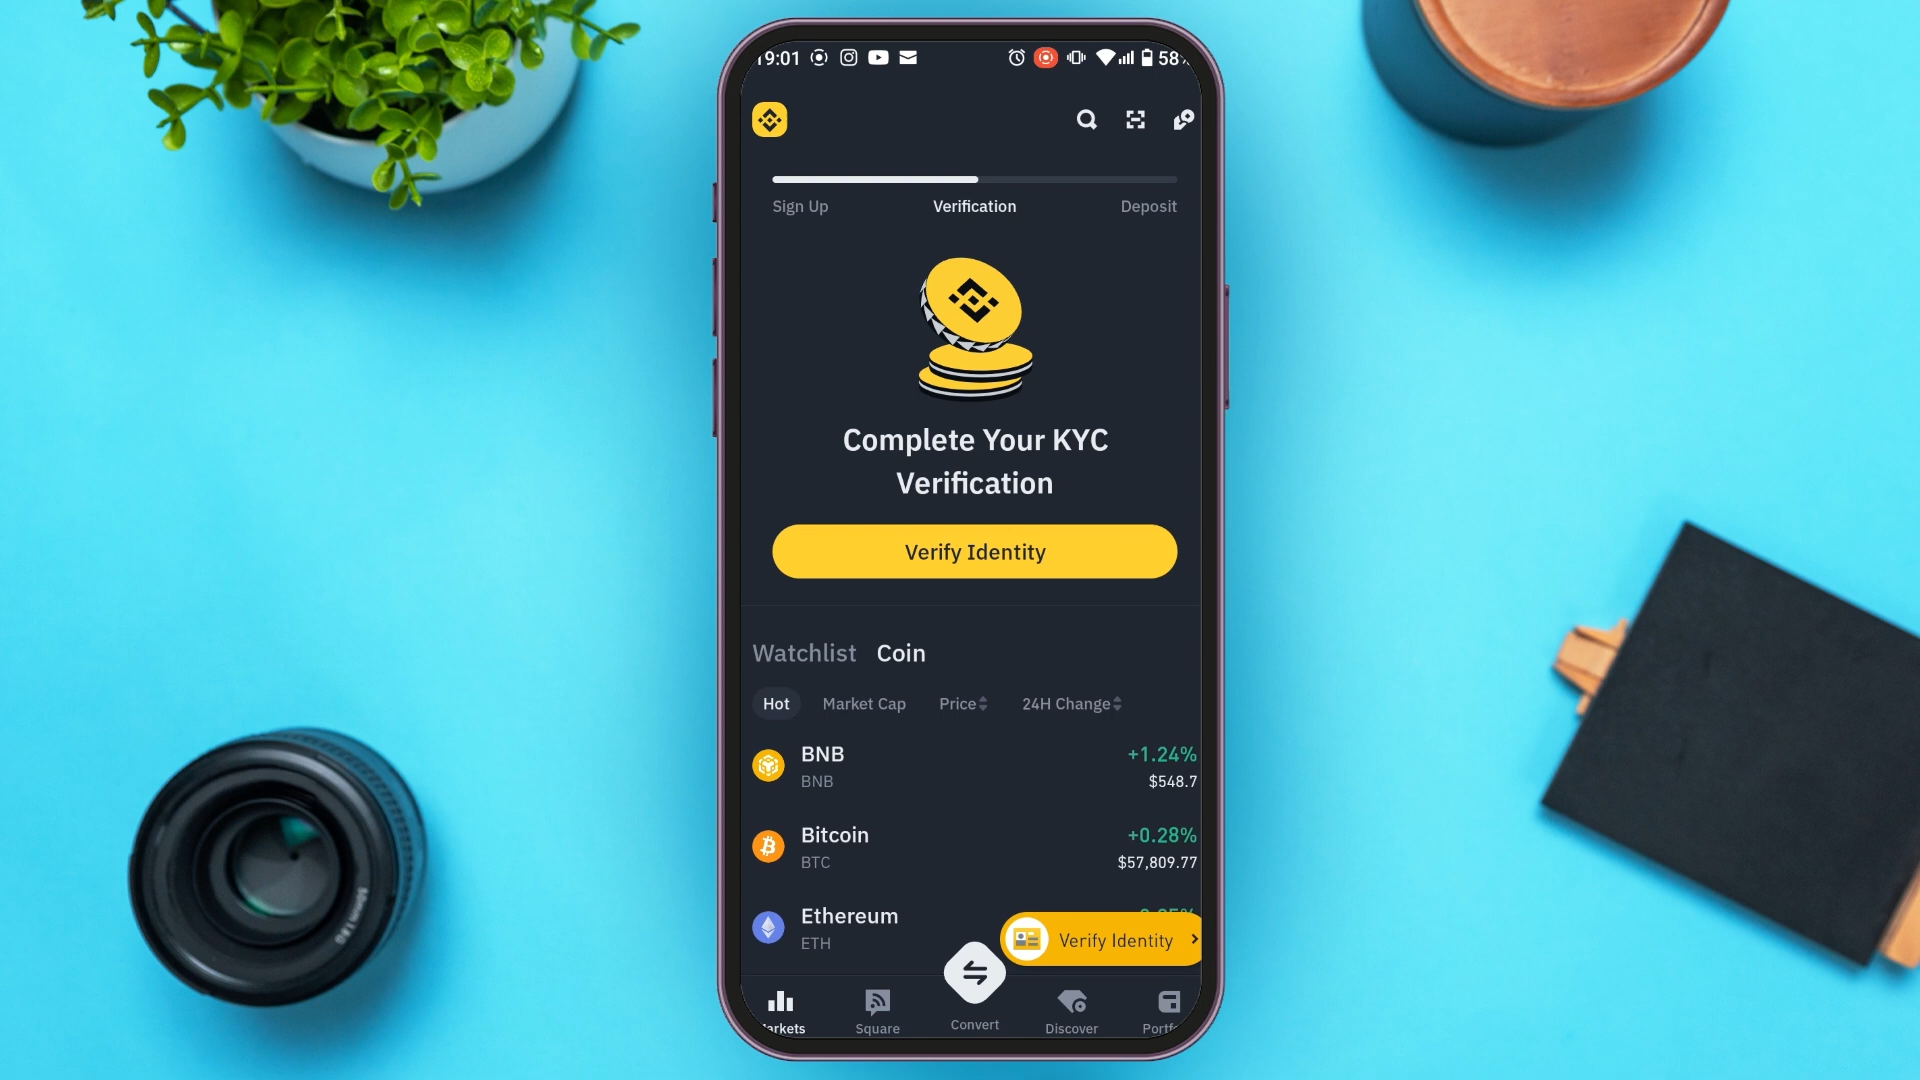 19:01 58%
Sign Up Verification Deposit
Complete Your KYC
Verification
Verify Identity
Watchlist Coin
Hot Market Cap Price 24H Change
BNB +1.24%
BNB $548.7
Bitcoin +0.28%
BTC $57,809.77
Ethereum
ETH Verify Identity
Markets Square Convert Discover